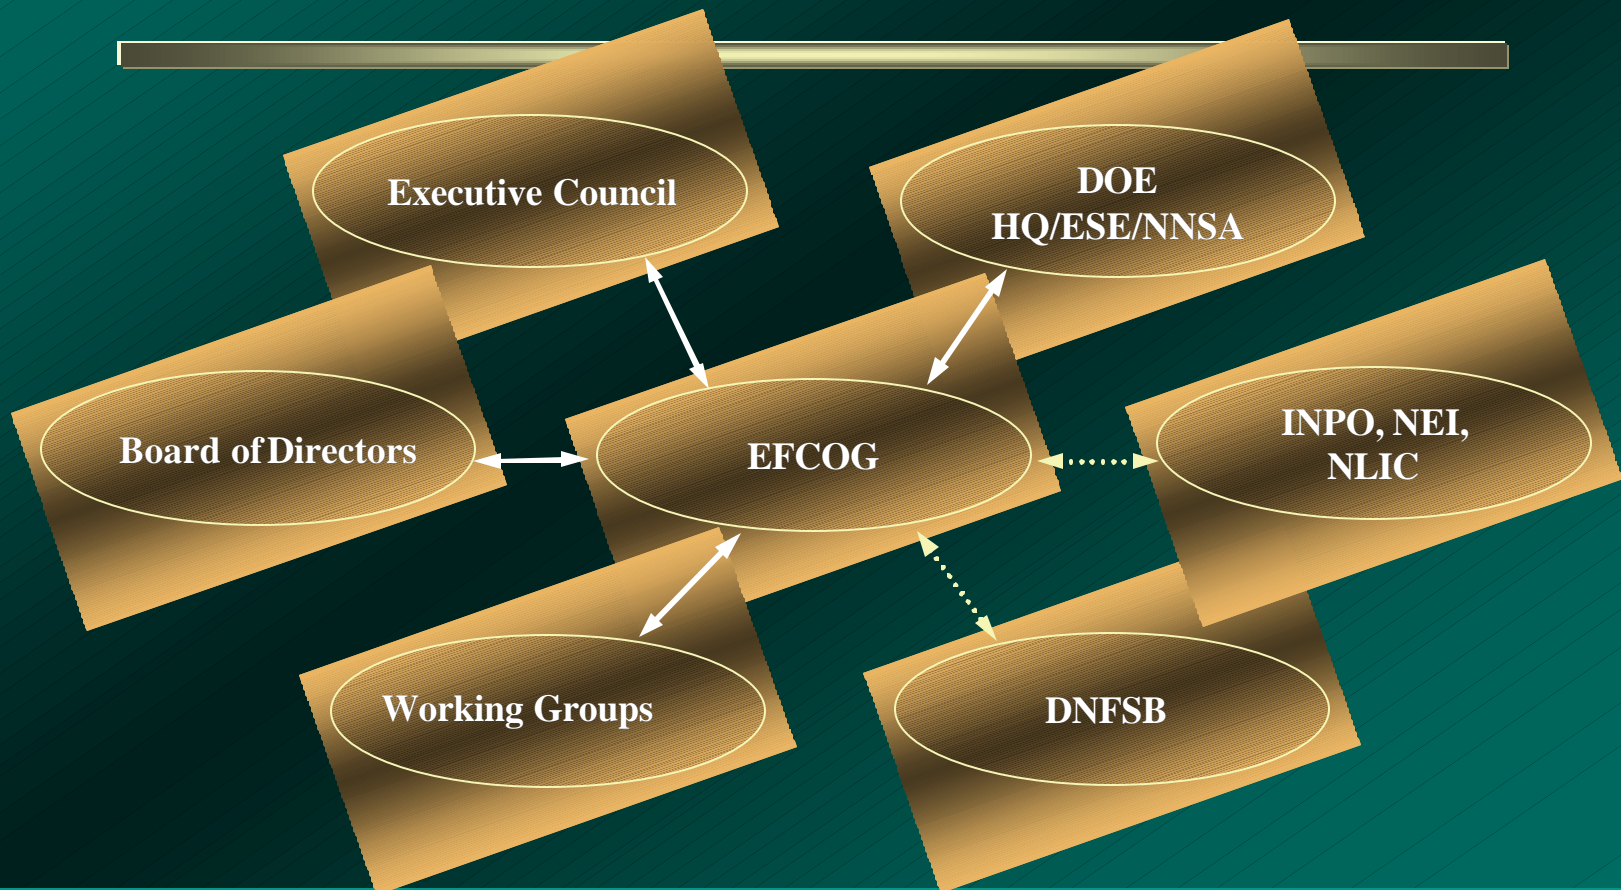 Executive Council
DOE
HQ/ESE/NNSA
Board of Directors
EFCOG
INPO, NEI,
NLIC
Working Groups
DNFSB